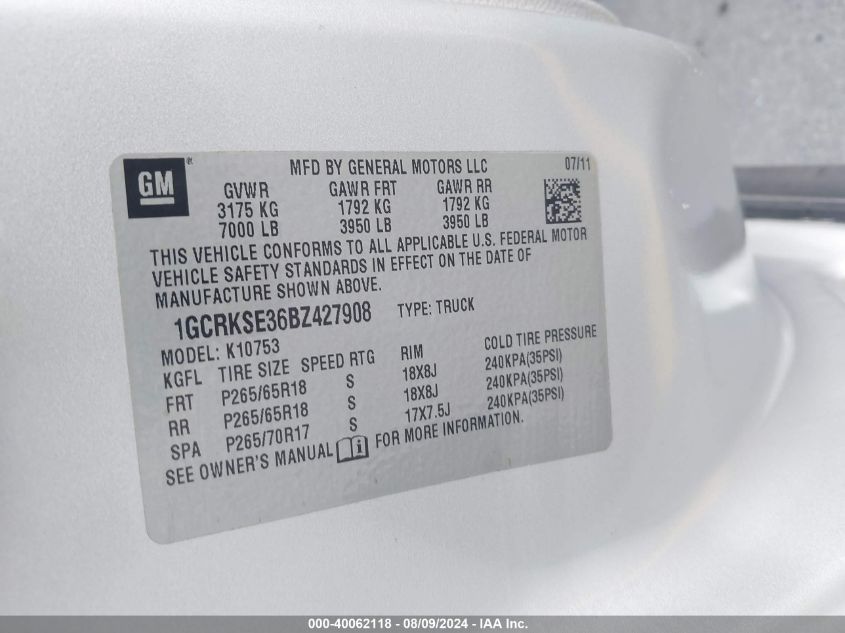 GM
MFD BY GENERAL MOTORS LLC 07/11
GVWR GAWR FRT GAWR RR
3175 KG 1792 KG 1792 KG
7000 LB 3950 LB 3950 LB
THIS VEHICLE CONFORMS TO ALL APPLICABLE U.S. FEDERAL MOTOR
VEHICLE SAFETY STANDARDS IN EFFECT ON THE DATE OF
MANUFACTURE SHOWN ABOVE.
1GCRKSE36BZ427908 TYPE: TRUCK
MODEL: K10753
KGFL TIRE SIZE SPEED RTG RIM COLD TIRE PRESSURE
FRT P265/65R18 S 18X8J 240KPA(35PSI)
RR P265/65R18 S 18X8J 240KPA(35PSI)
SPA P265/70R17 S 17X7.5J 240KPA(35PSI)
SEE OWNER'S MANUAL i FOR MORE INFORMATION.
000-40062118 - 08/09/2024 - IAA Inc.